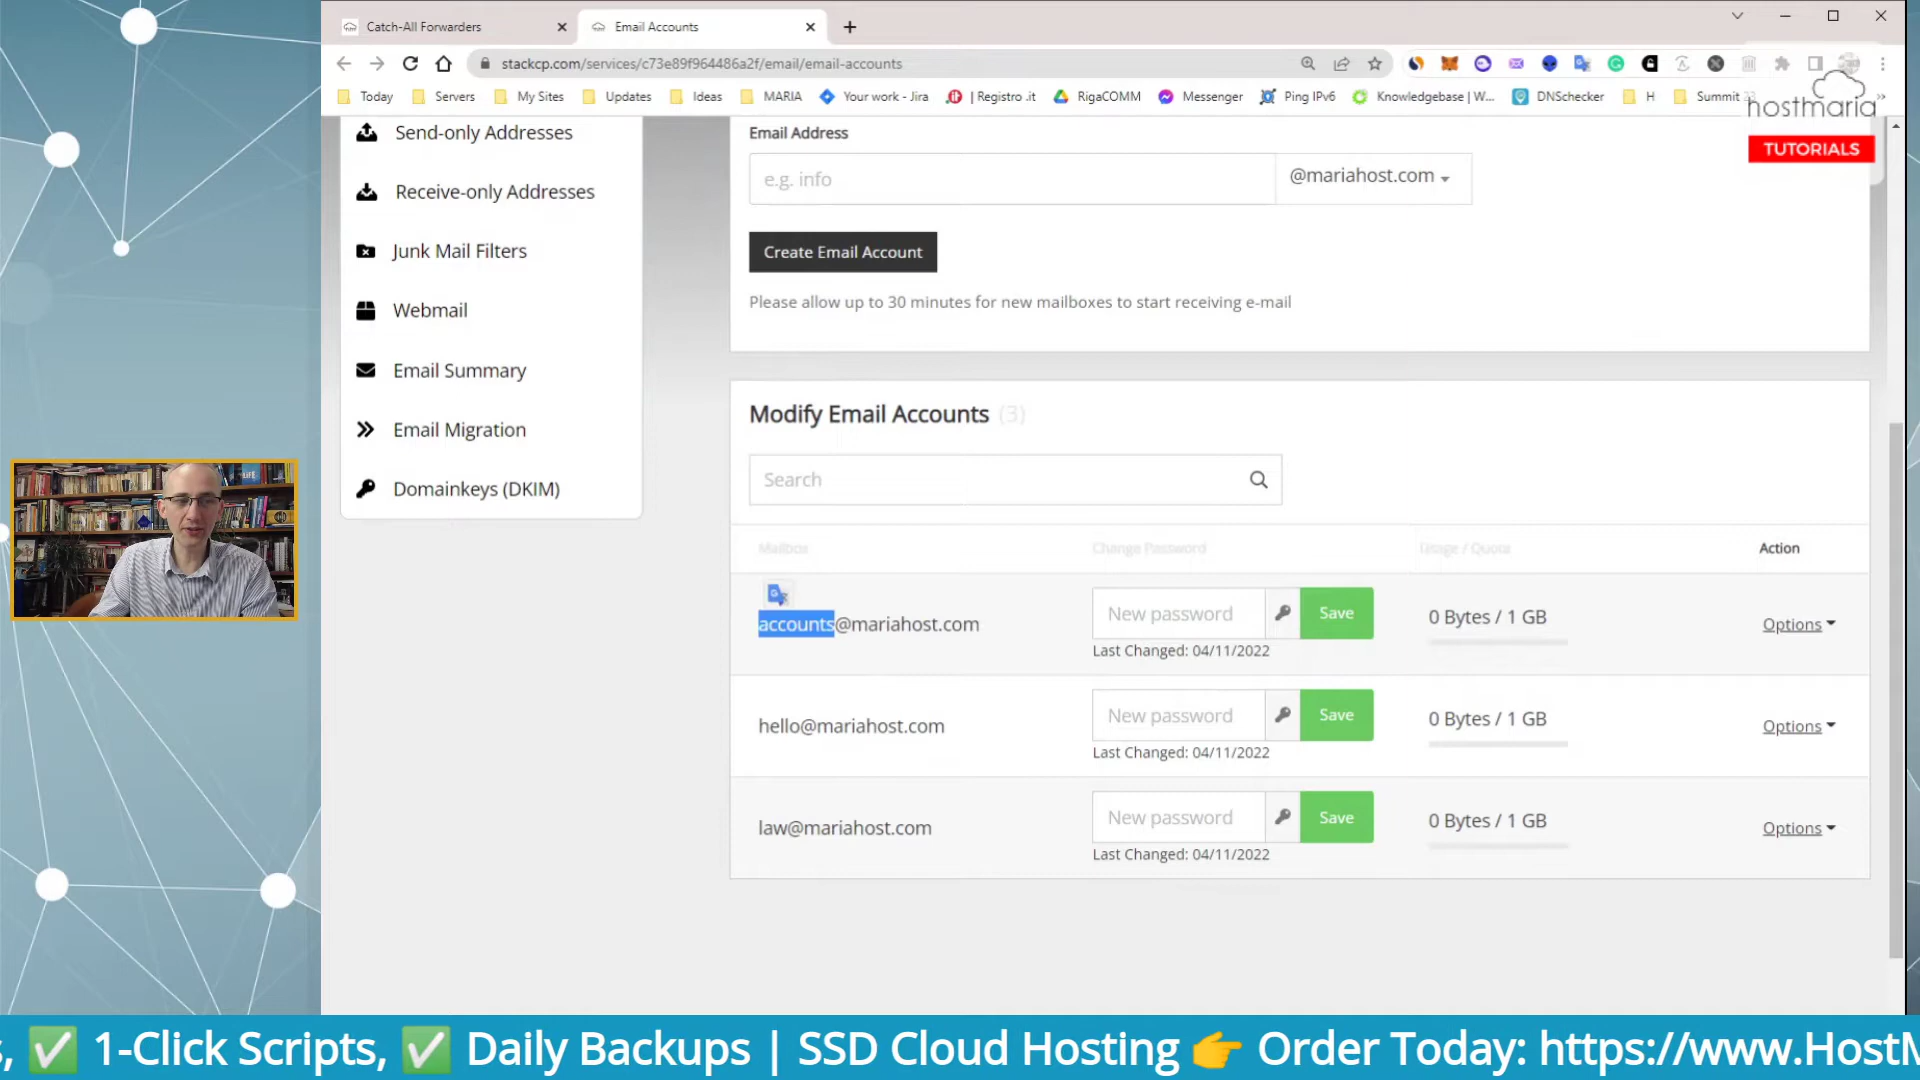 Catch-All Forwarders
Email Accounts
stackcp.com/services/c73e89f964486a2f/email/email-accounts
Today
Servers
My Sites
Updates
Ideas
MARIA
Your work - Jira
| Registro .it
RigaCOMM
Messenger
Ping IPv6
Knowledgebase | W...
DNSchecker
H
Summit
hostmaria
TUTORIALS
Send-only Addresses
Receive-only Addresses
Junk Mail Filters
Webmail
Email Summary
Email Migration
Domainkeys (DKIM)
Email Address
e.g. info
@mariahost.com
Create Email Account
Please allow up to 30 minutes for new mailboxes to start receiving e-mail
Modify Email Accounts (3)
Search
Mailbox Change Password Usage / Quota Action
accounts@mariahost.com New password Save 0 Bytes / 1 GB Options
Last Changed: 04/11/2022
hello@mariahost.com New password Save 0 Bytes / 1 GB Options
Last Changed: 04/11/2022
law@mariahost.com New password Save 0 Bytes / 1 GB Options
Last Changed: 04/11/2022
, ✅ 1-Click Scripts, ✅ Daily Backups | SSD Cloud Hosting 👉 Order Today: https://www.HostM